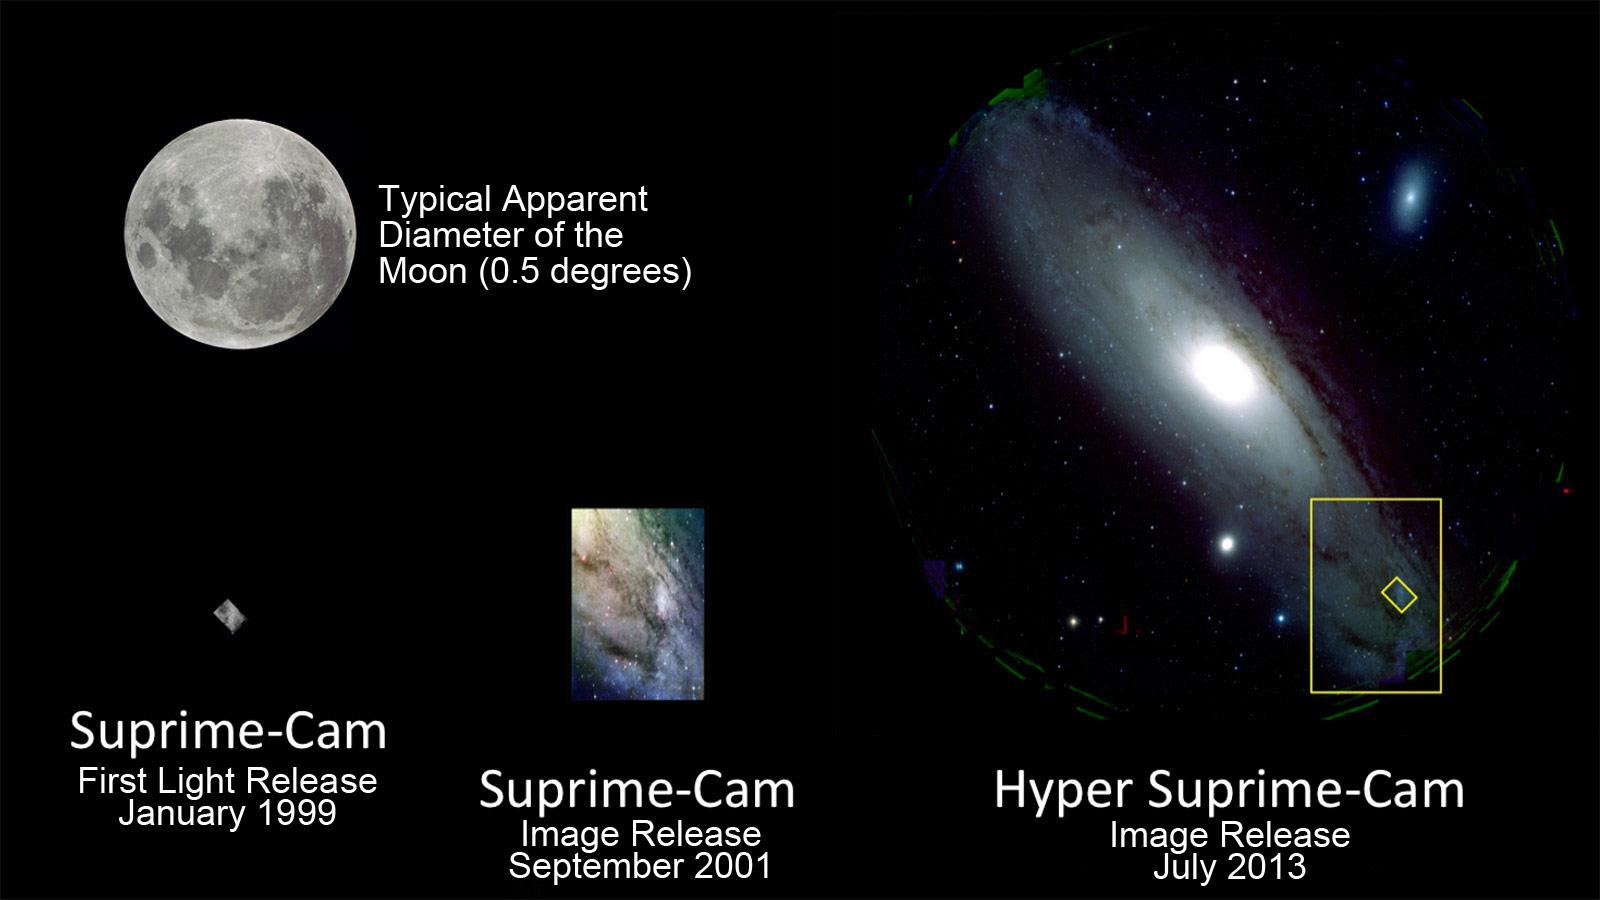 Typical Apparent
Diameter of the
Moon (0.5 degrees)
Suprime-Cam
First Light Release
January 1999
Suprime-Cam
Image Release
September 2001
Hyper Suprime-Cam
Image Release
July 2013